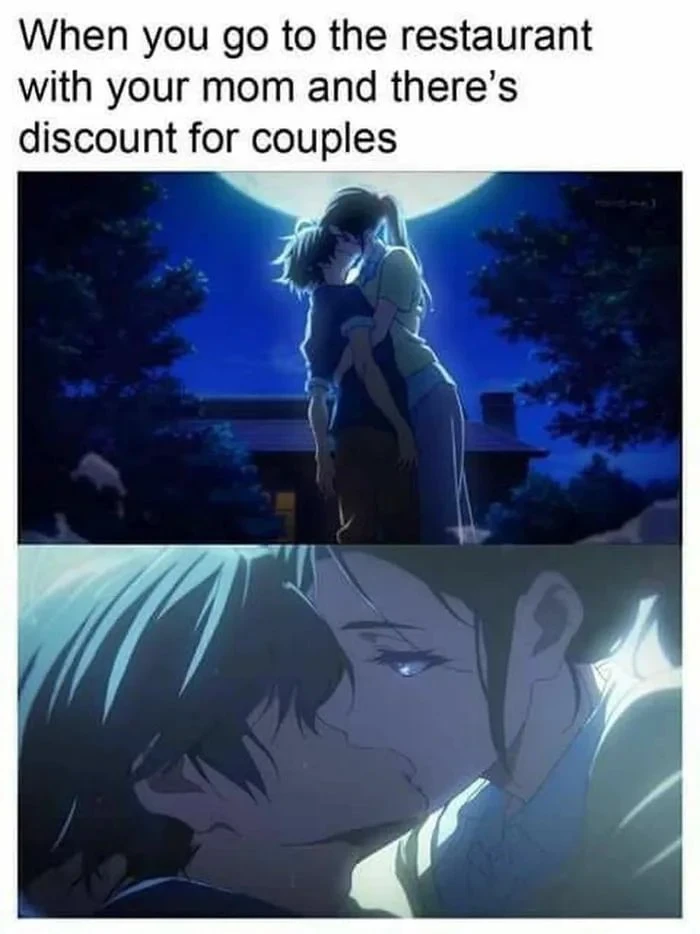 When you go to the restaurant
with your mom and there's
discount for couples